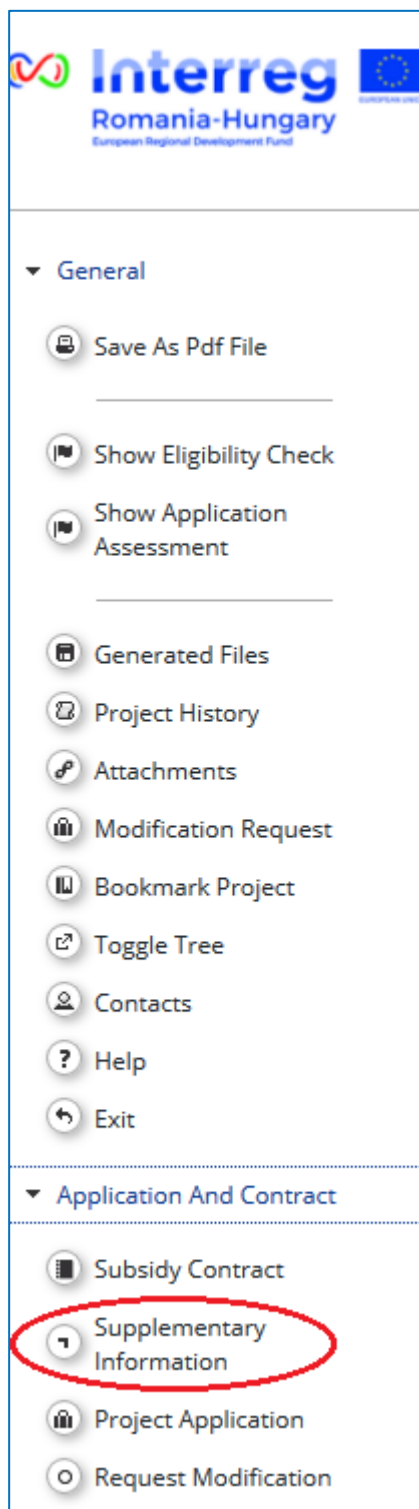 Interreg
EUROPEAN UNION
Romania-Hungary
European Regional Development Fund
General
Save As Pdf File
Show Eligibility Check
Show Application
Assessment
Generated Files
Project History
Attachments
Modification Request
Bookmark Project
Toggle Tree
Contacts
? Help
Exit
Application And Contract
Subsidy Contract
Supplementary
Information
Project Application
Request Modification